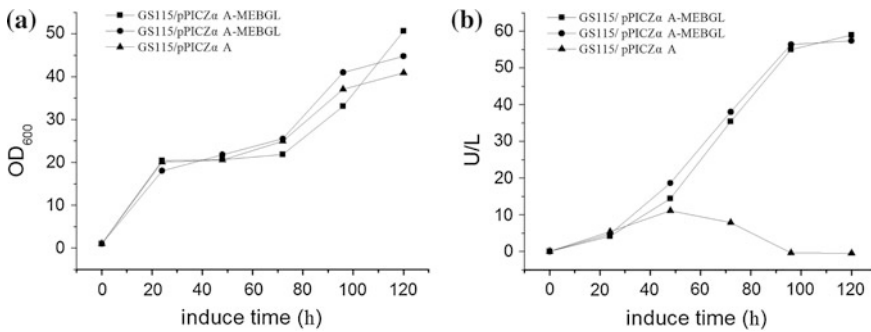 (a)
GS115/pPICZα A-MEBGL
GS115/pPICZα A-MEBGL
GS115/pPICZα A
OD600
50
40
30
20
10
0
0 20 40 60 80 100 120
induce time (h)
(b)
GS115/ pPICZα A-MEBGL
GS115/ pPICZα A-MEBGL
GS115/ pPICZα A
U/L
60
50
40
30
20
10
0
0 20 40 60 80 100 120
induce time (h)